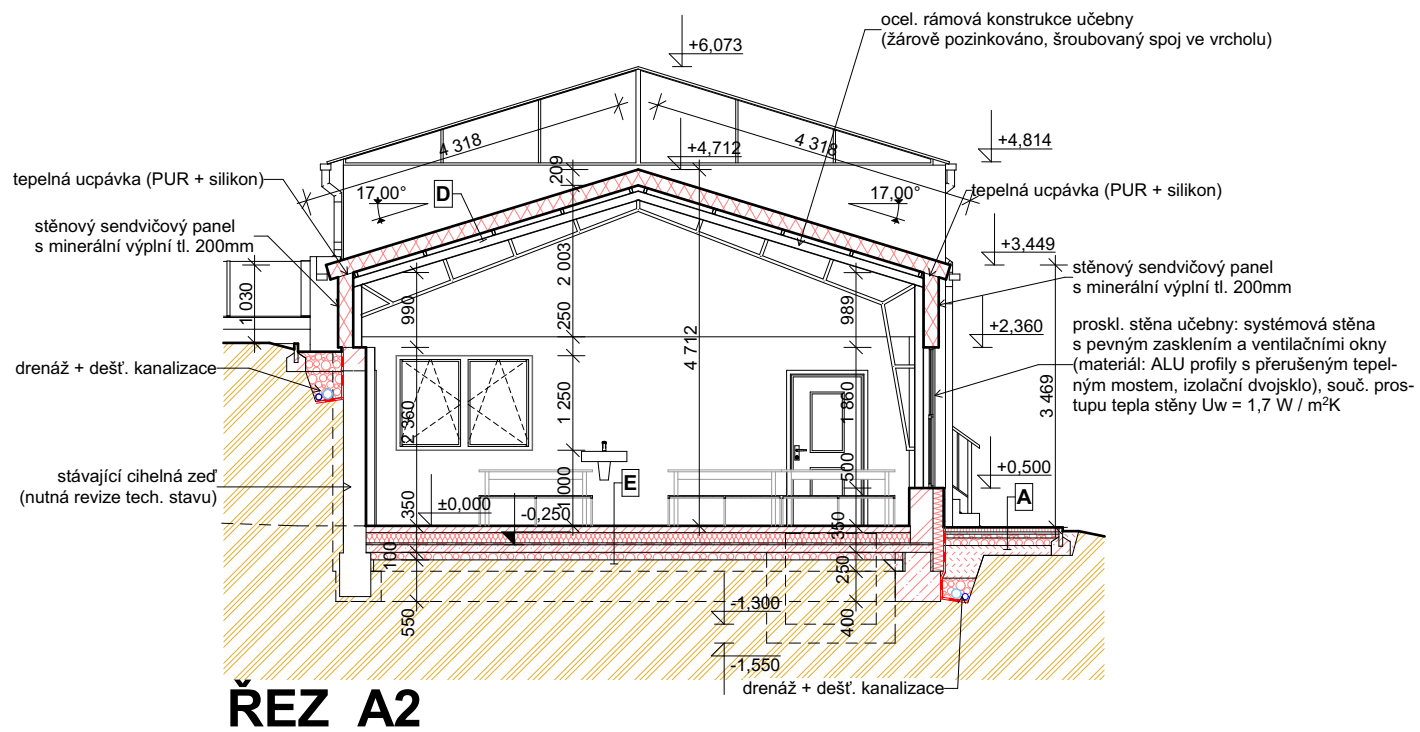 ocel. rámová konstrukce učebny
(žárově pozinkováno, šroubovaný spoj ve vrcholu)
+6,073
4 318
4 318
+4,712
+4,814
209
tepelná ucpávka (PUR + silikon)
17,00°
D
17,00°
tepelná ucpávka (PUR + silikon)
stěnový sendvičový panel
s minerální výplní tl. 200mm
+3,449
stěnový sendvičový panel
s minerální výplní tl. 200mm
1 030
990
2 003
250
989
+2,360
4 712
3 469
proskl. stěna učebny: systémová stěna
s pevným zasklením a ventilačními okny
(materiál: ALU profily s přerušeným tepel-
ným mostem, izolační dvojsklo), souč. pros-
tupu tepla stěny Uw = 1,7 W / m²K
drenáž + dešť. kanalizace
2 360
1 250
1 860
stávající cihelná zeď
(nutná revize tech. stavu)
500
+0,500
E
A
350
±0,000
1 000
-0,250
350
100
250
550
400
-1,300
-1,550
drenáž + dešť. kanalizace
ŘEZ A2